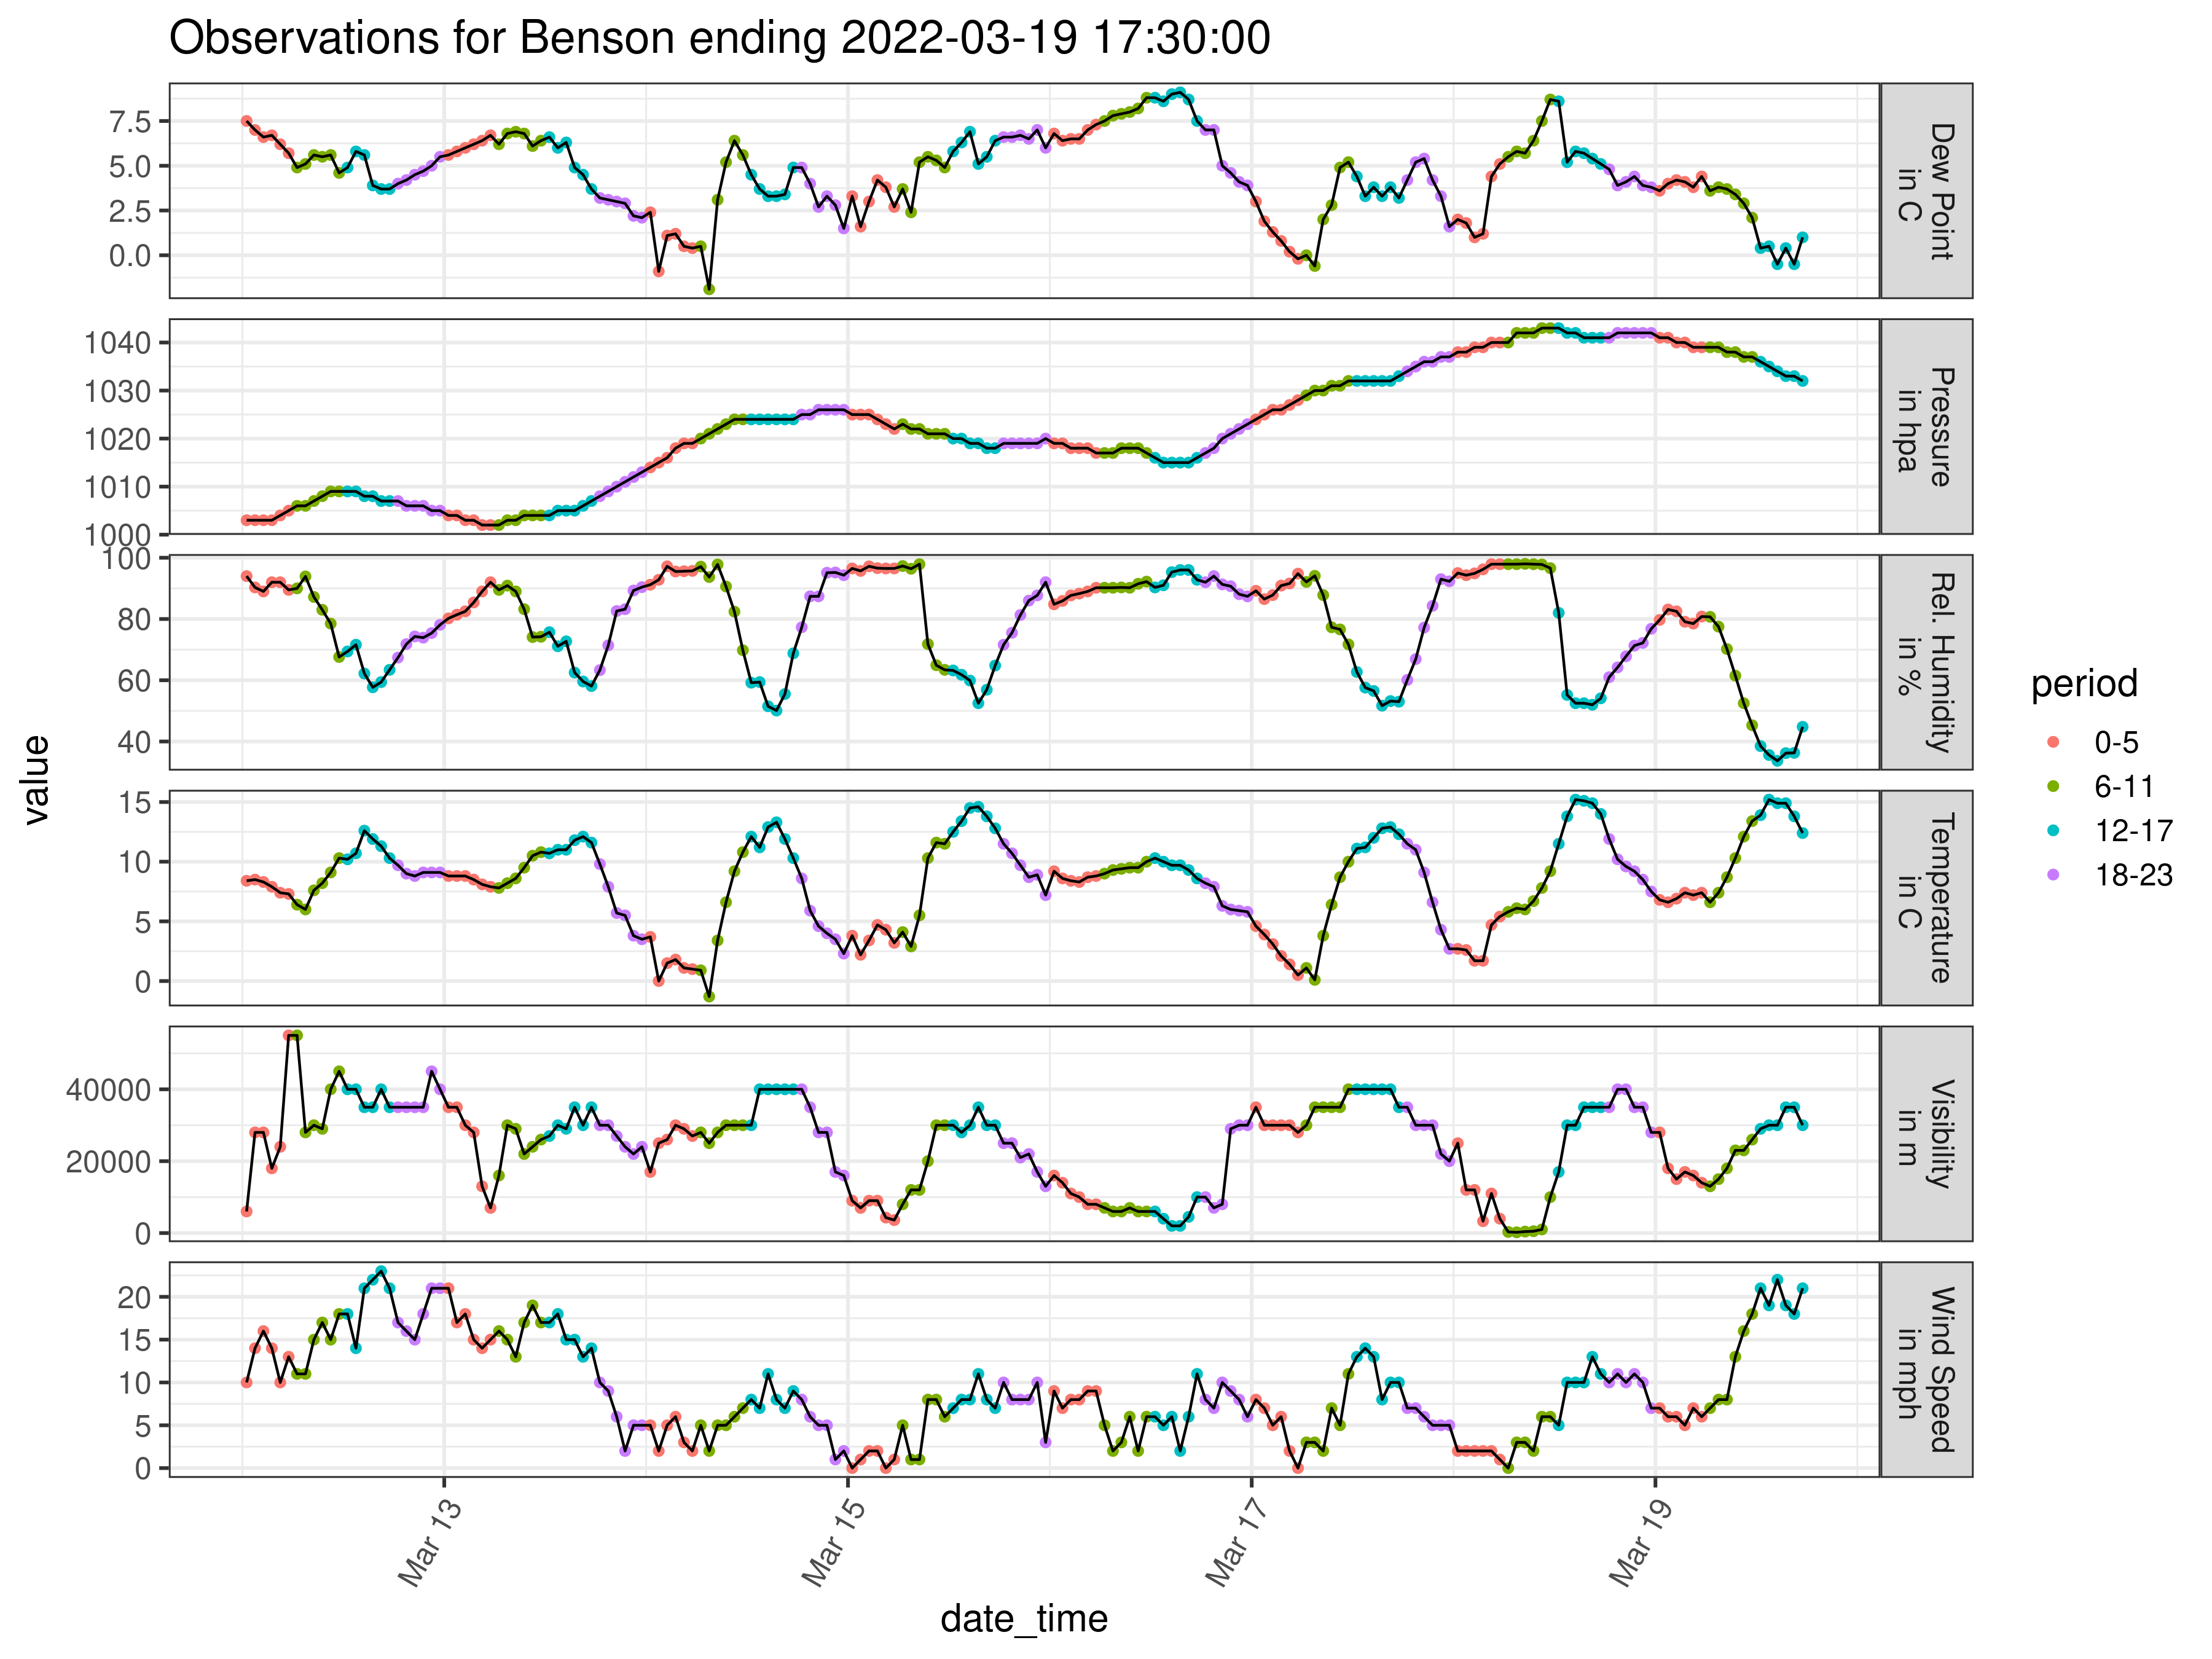 Observations for Benson ending 2022-03-19 17:30:00
value
7.5
5.0
2.5
0.0
Dew Point
in C
1040
1030
1020
1010
1000
Pressure
in hpa
100
80
60
40
Rel. Humidity
in %
15
10
5
0
Temperature
in C
40000
20000
0
Visibility
in m
20
15
10
5
0
Wind Speed
in mph
Mar 13
Mar 15
Mar 17
Mar 19
date_time
period
0-5
6-11
12-17
18-23